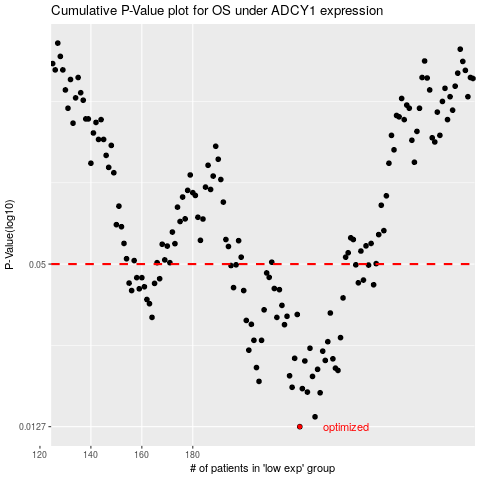 Cumulative P-Value plot for OS under ADCY1 expression
P-Value(log10)
0.05
0.0127
optimized
120 140 160 180
# of patients in 'low exp' group